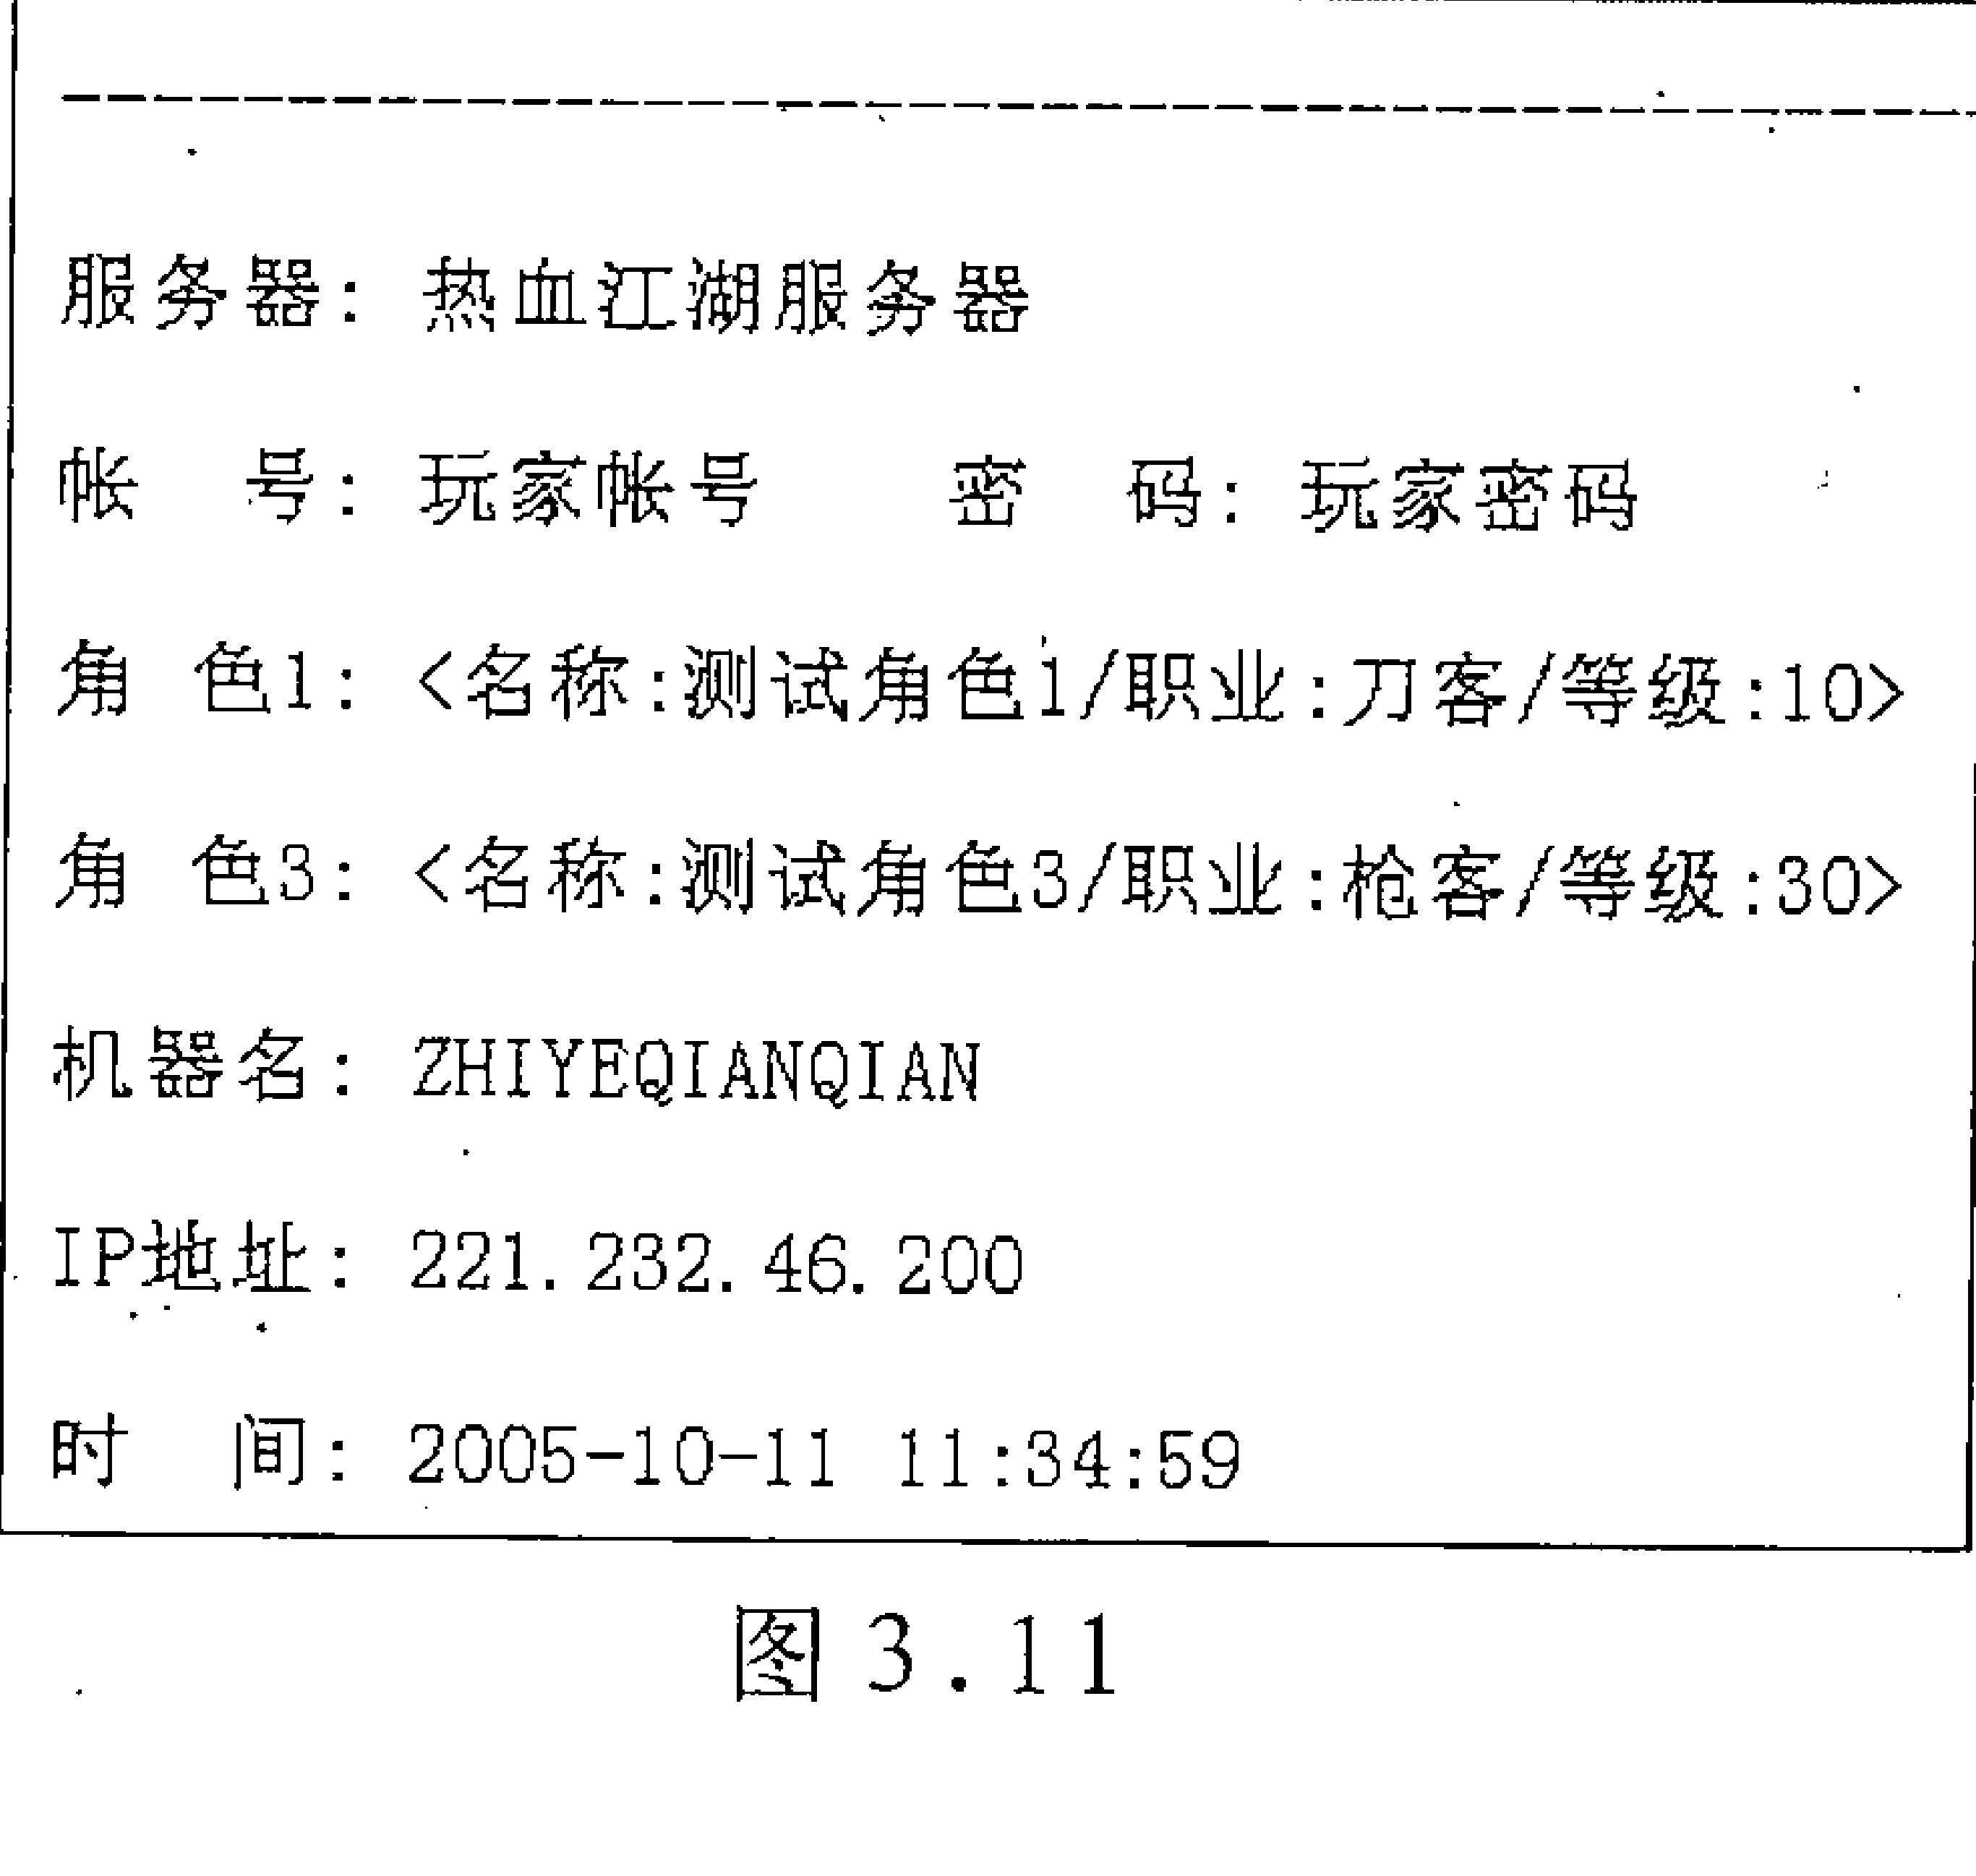 服务器: 热血江湖服务器
帐 号: 玩家帐号 密 码: 玩家密码
角 色1: <名称:测试角色1/职业:刀客/等级:10>
角 色3: <名称:测试角色3/职业:枪客/等级:30>
机器名: ZHIYEQIANQIAN
IP地址: 221.232.46.200
时 间: 2005-10-11 11:34:59
图 3.11